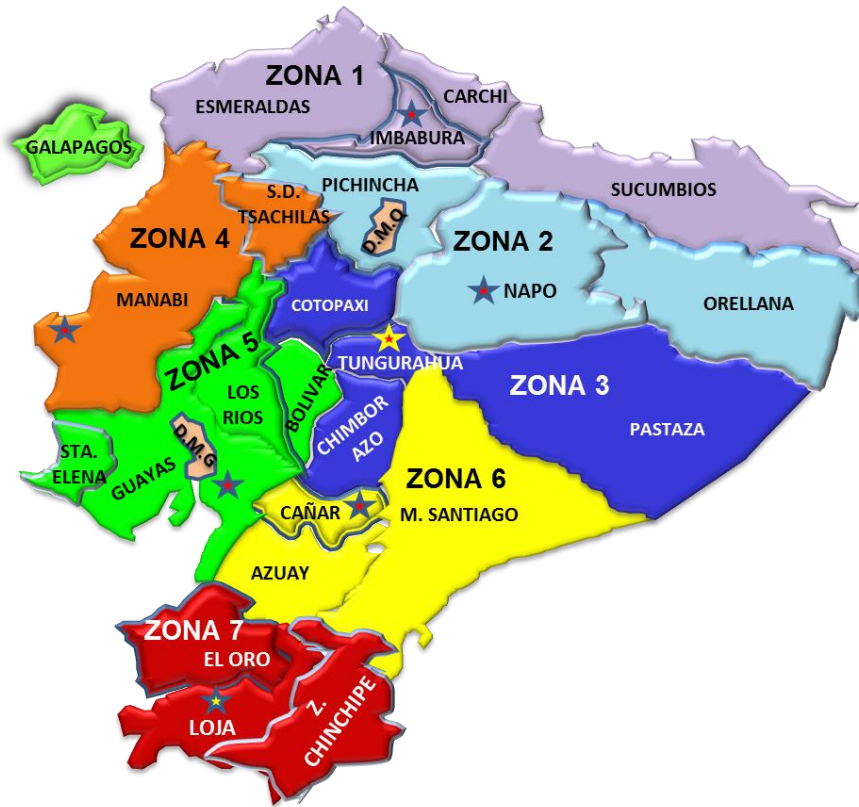 ZONA 1
ESMERALDAS
CARCHI
IMBABURA
GALAPAGOS
SUCUMBIOS
PICHINCHA
S.D.
TSACHILAS
D.M.Q
ZONA 4
ZONA 2
MANABI
NAPO
ORELLANA
COTOPAXI
ZONA 5
TUNGURAHUA
ZONA 3
LOS
RIOS
BOLIVAR
CHIMBOR
AZO
PASTAZA
STA.
ELENA
D.M.G
GUAYAS
ZONA 6
M. SANTIAGO
CAÑAR
AZUAY
ZONA 7
EL ORO
LOJA
Z.
CHINCHIPE